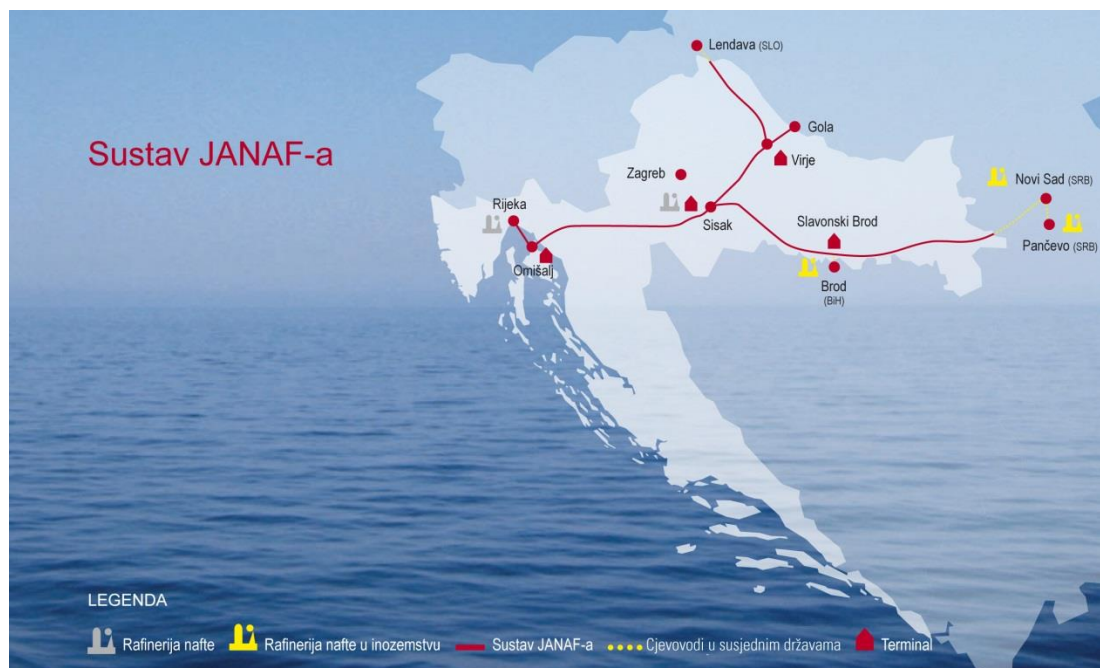 Sustav JANAF-a
Lendava (SLO)
Gola
Virje
Zagreb
Rijeka
Sisak
Omišalj
Slavonski Brod
Brod
(BiH)
Novi Sad (SRB)
Pančevo (SRB)
LEGENDA
Rafinerija nafte
Rafinerija nafte u inozemstvu
Sustav JANAF-a
Cjevovodi u susjednim državama
Terminal